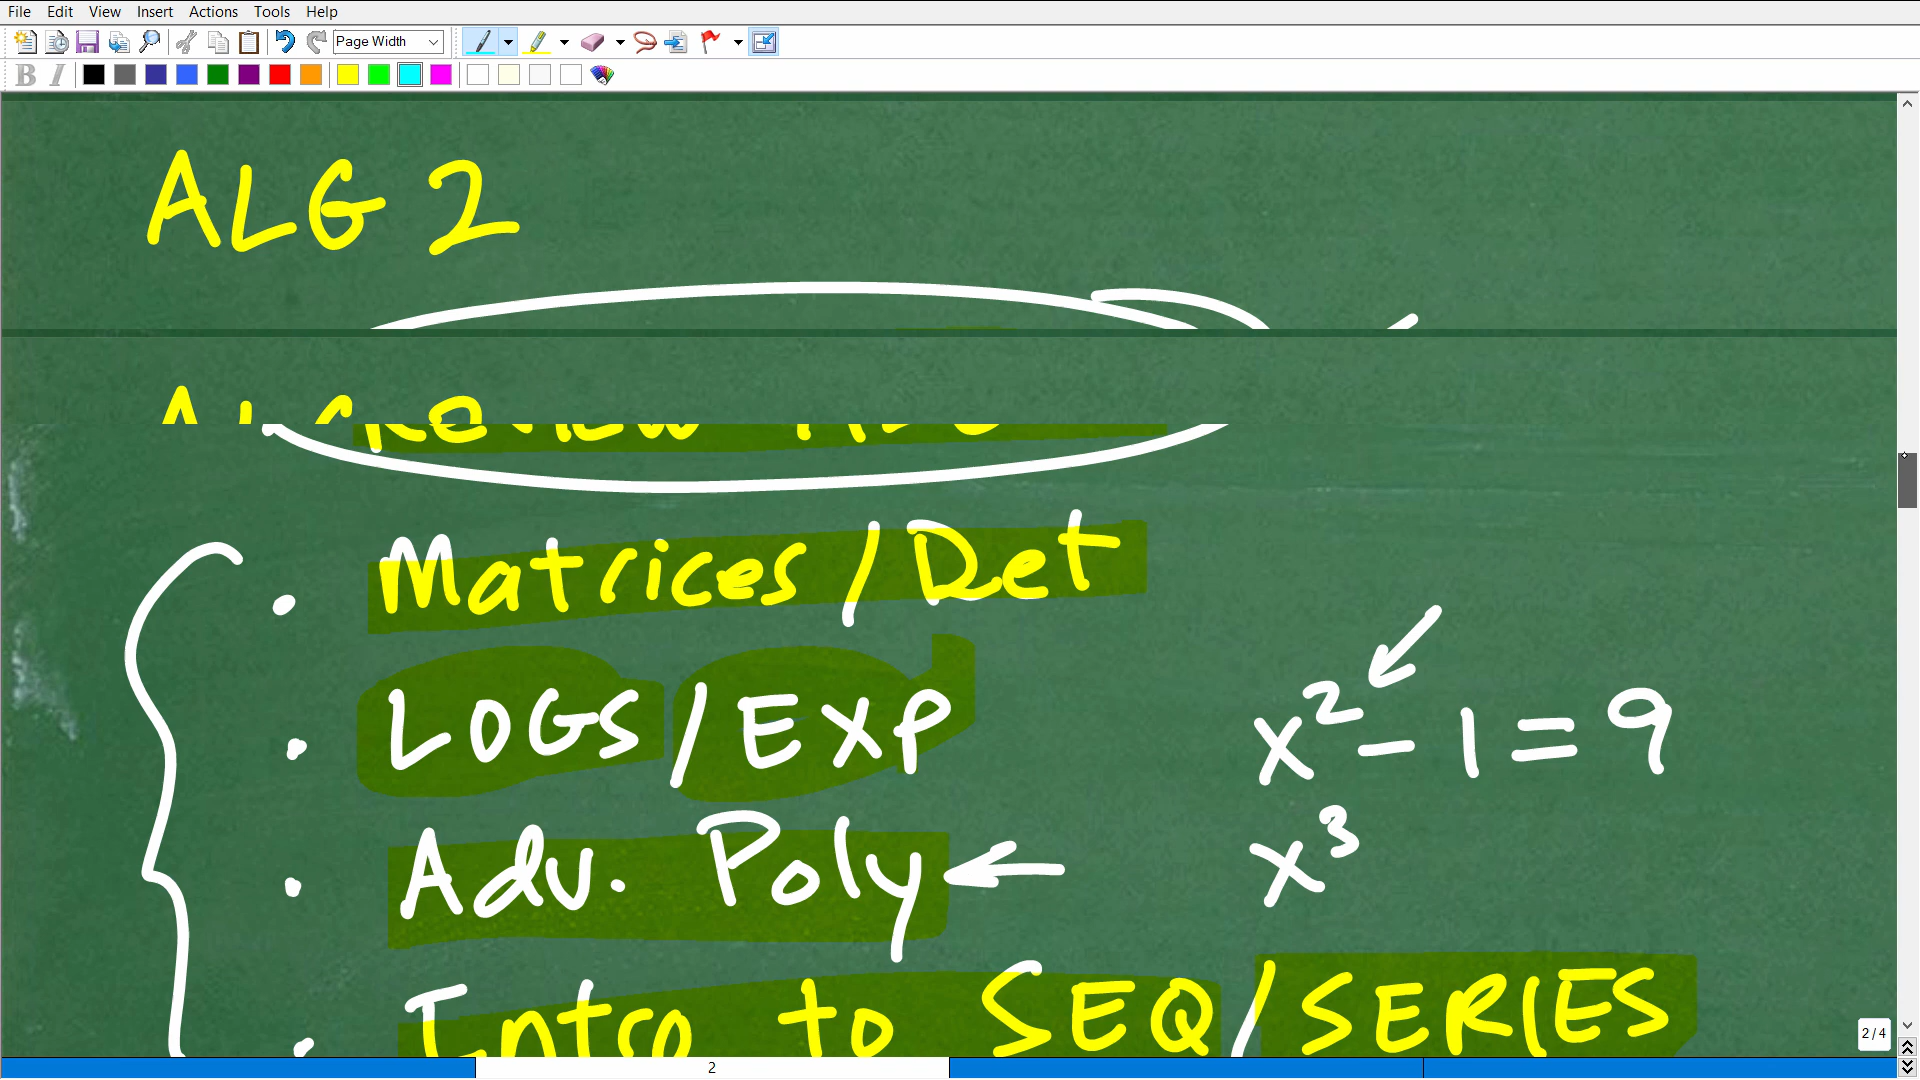 File Edit View Insert Actions Tools Help
Page Width
B I
ALG 2
REVIEW
• Matrices / Det
• LOGS / EXP
x² - 1 = 9
• Adv. Poly
x³
• Intro to SEQ / SERIES
2 / 4
2